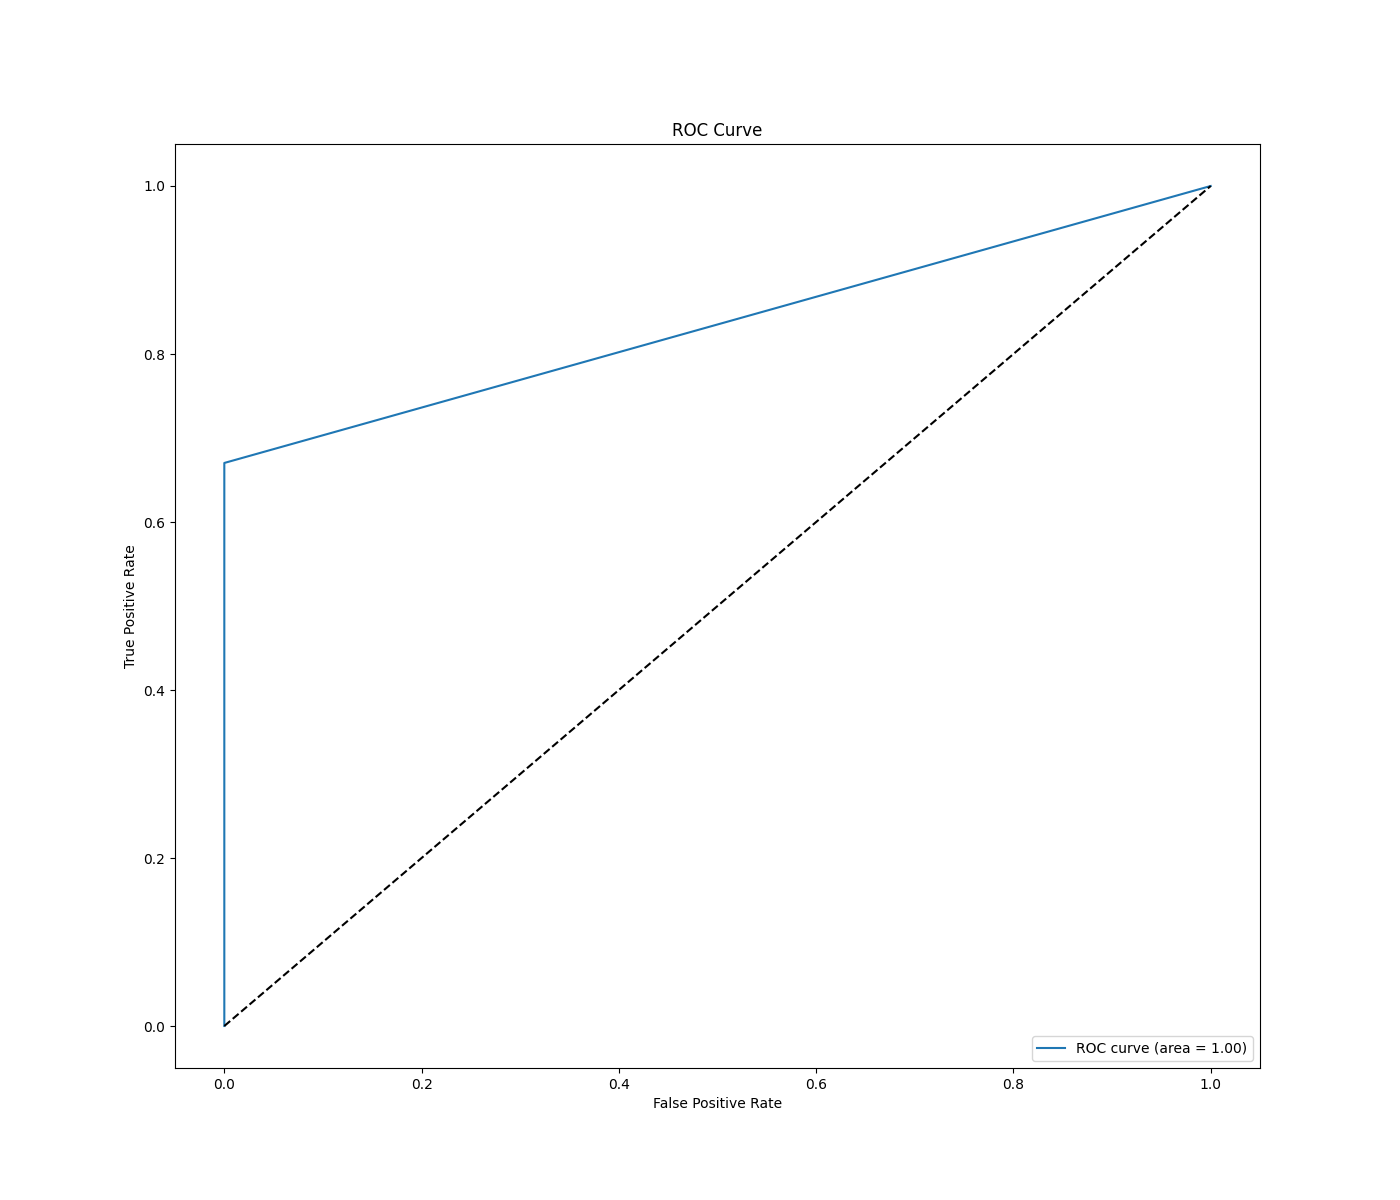 ROC Curve
1.0
0.8
0.6
0.4
0.2
0.0
True Positive Rate
0.0 0.2 0.4 0.6 0.8 1.0
False Positive Rate
ROC curve (area = 1.00)